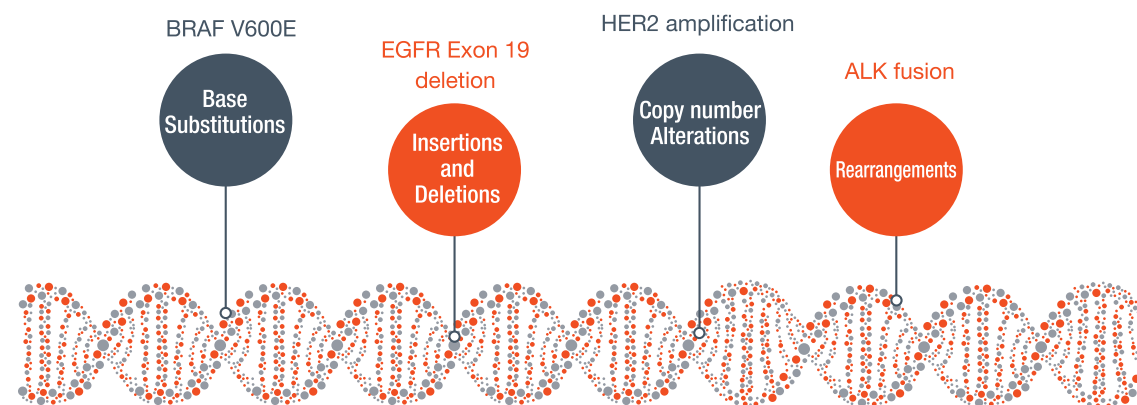 BRAF V600E
Base
Substitutions
EGFR Exon 19
deletion
Insertions
and
Deletions
HER2 amplification
Copy number
Alterations
ALK fusion
Rearrangements